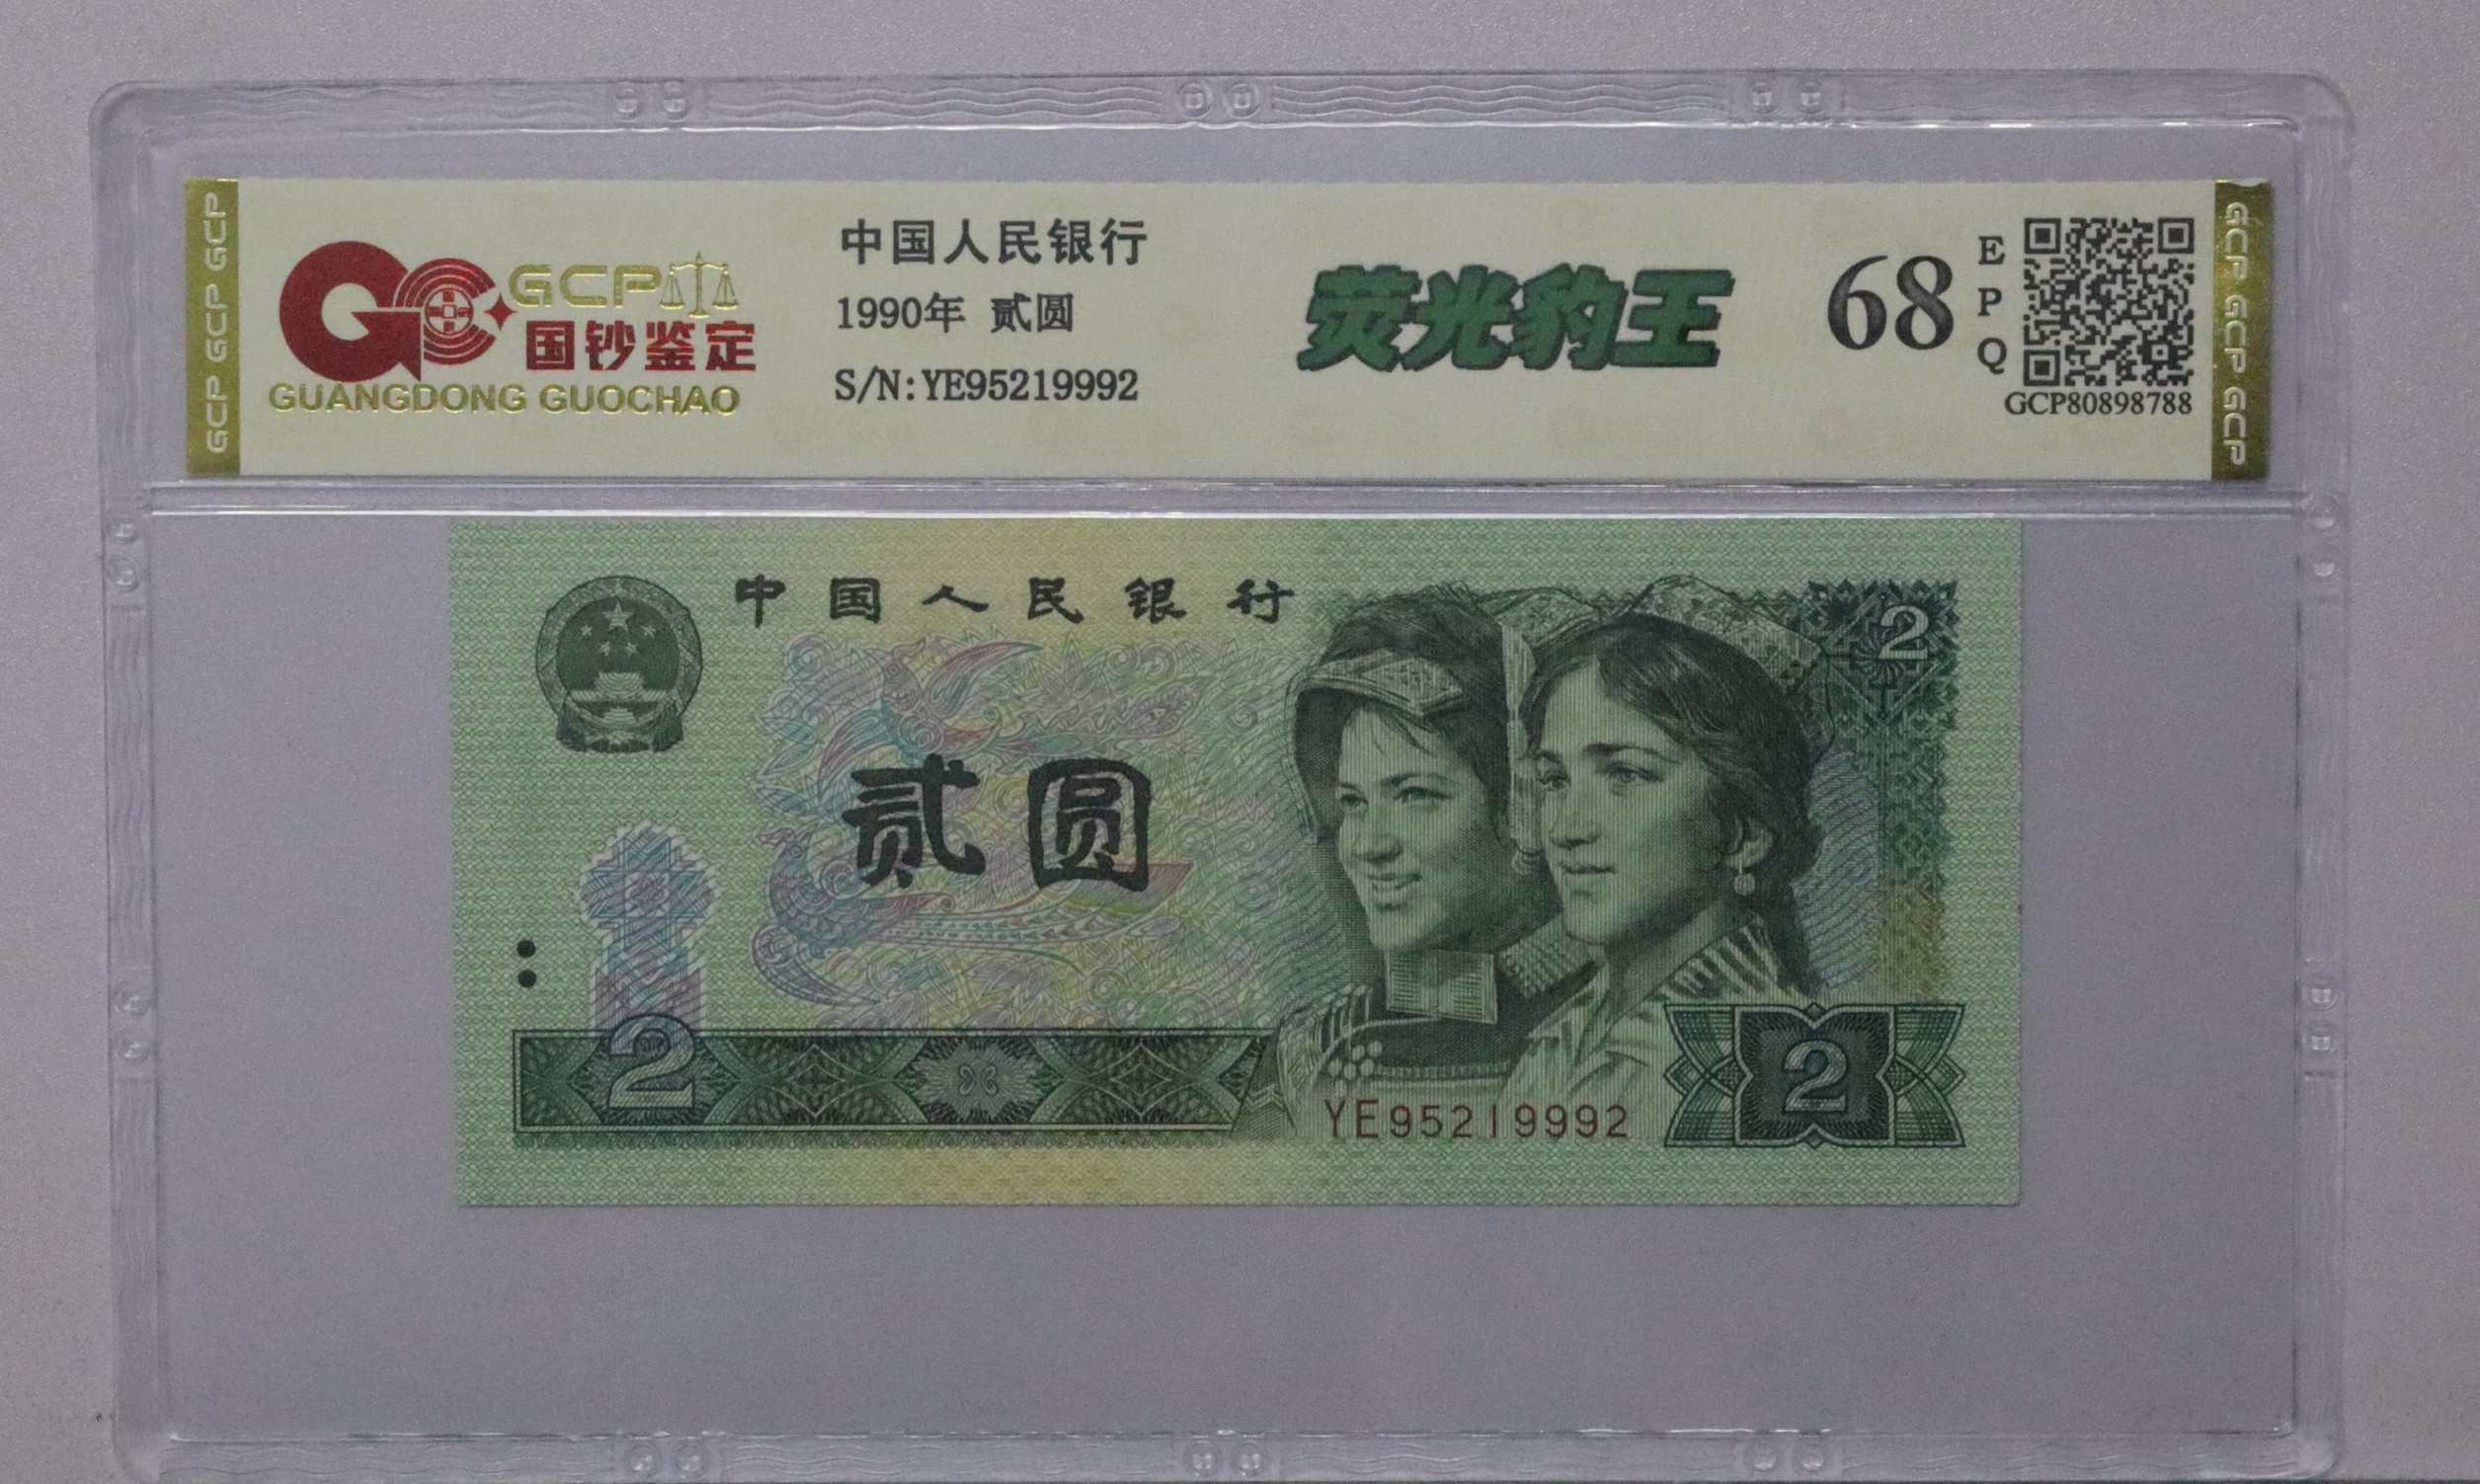 GCP GCP GCP
GCP
国钞鉴定
GUANGDONG GUOCHAO
中国人民银行
1990年 贰圆
S/N:YE95219992
荧光豹王
68
EPQ
GCP80898788
GCP GCP GCP
中国人民银行
2
贰圆
2
YE95219992
2